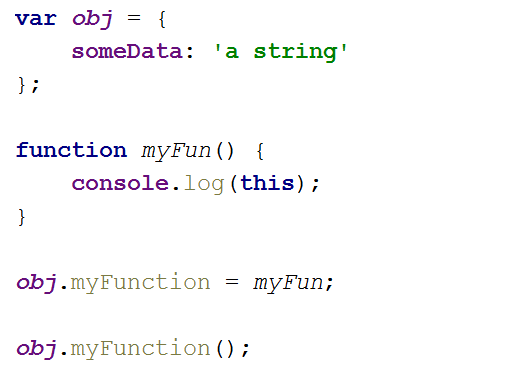 var obj = {
    someData: 'a string'
};

function myFun() {
    console.log(this);
}

obj.myFunction = myFun;

obj.myFunction();